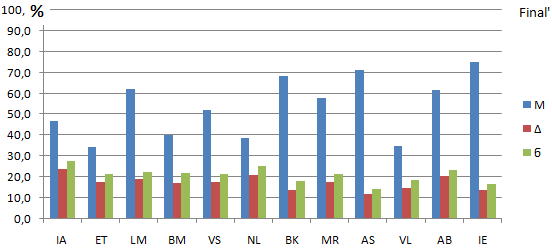 100, %
Final'
90,0
80,0
70,0
60,0
50,0
40,0
30,0
20,0
10,0
0,0
M
Δ
б
IA ET LM BM VS NL BK MR AS VL AB IE